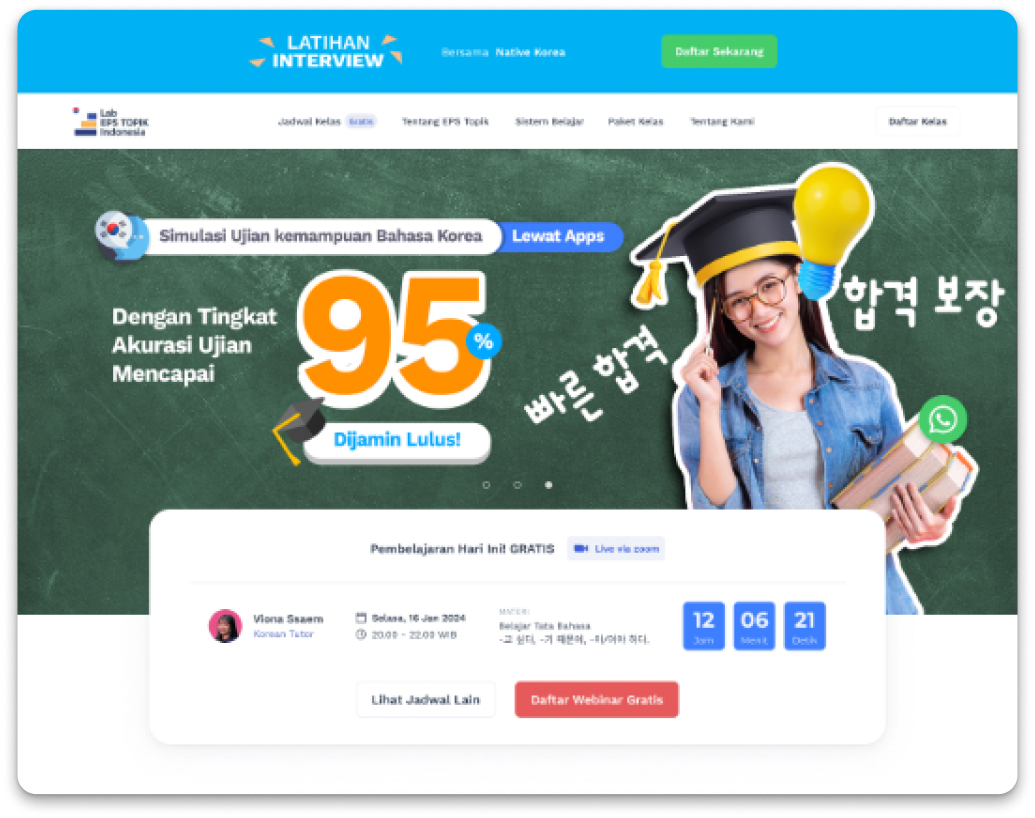 LATIHAN
INTERVIEW
Bersama Native Korea
Daftar Sekarang
Lab
EPS TOPIK
Indonesia
Jadwal Kelas Gratis
Tentang EPS Topik
Sistem Belajar
Paket Kelas
Tentang Kami
Daftar Kelas
Simulasi Ujian kemampuan Bahasa Korea
Lewat Apps
Dengan Tingkat
Akurasi Ujian
Mencapai
95%
Dijamin Lulus!
빠른 합격
합격 보장
Pembelajaran Hari Ini! GRATIS
Live via zoom
Viona Ssaem
Korean Tutor
Selasa, 16 Jan 2024
20.00 - 22.00 WIB
MATERI
Belajar Tata Bahasa
-고 싶다, -기 때문에, -아/어야 하다.
12
Jam
06
Menit
21
Detik
Lihat Jadwal Lain
Daftar Webinar Gratis